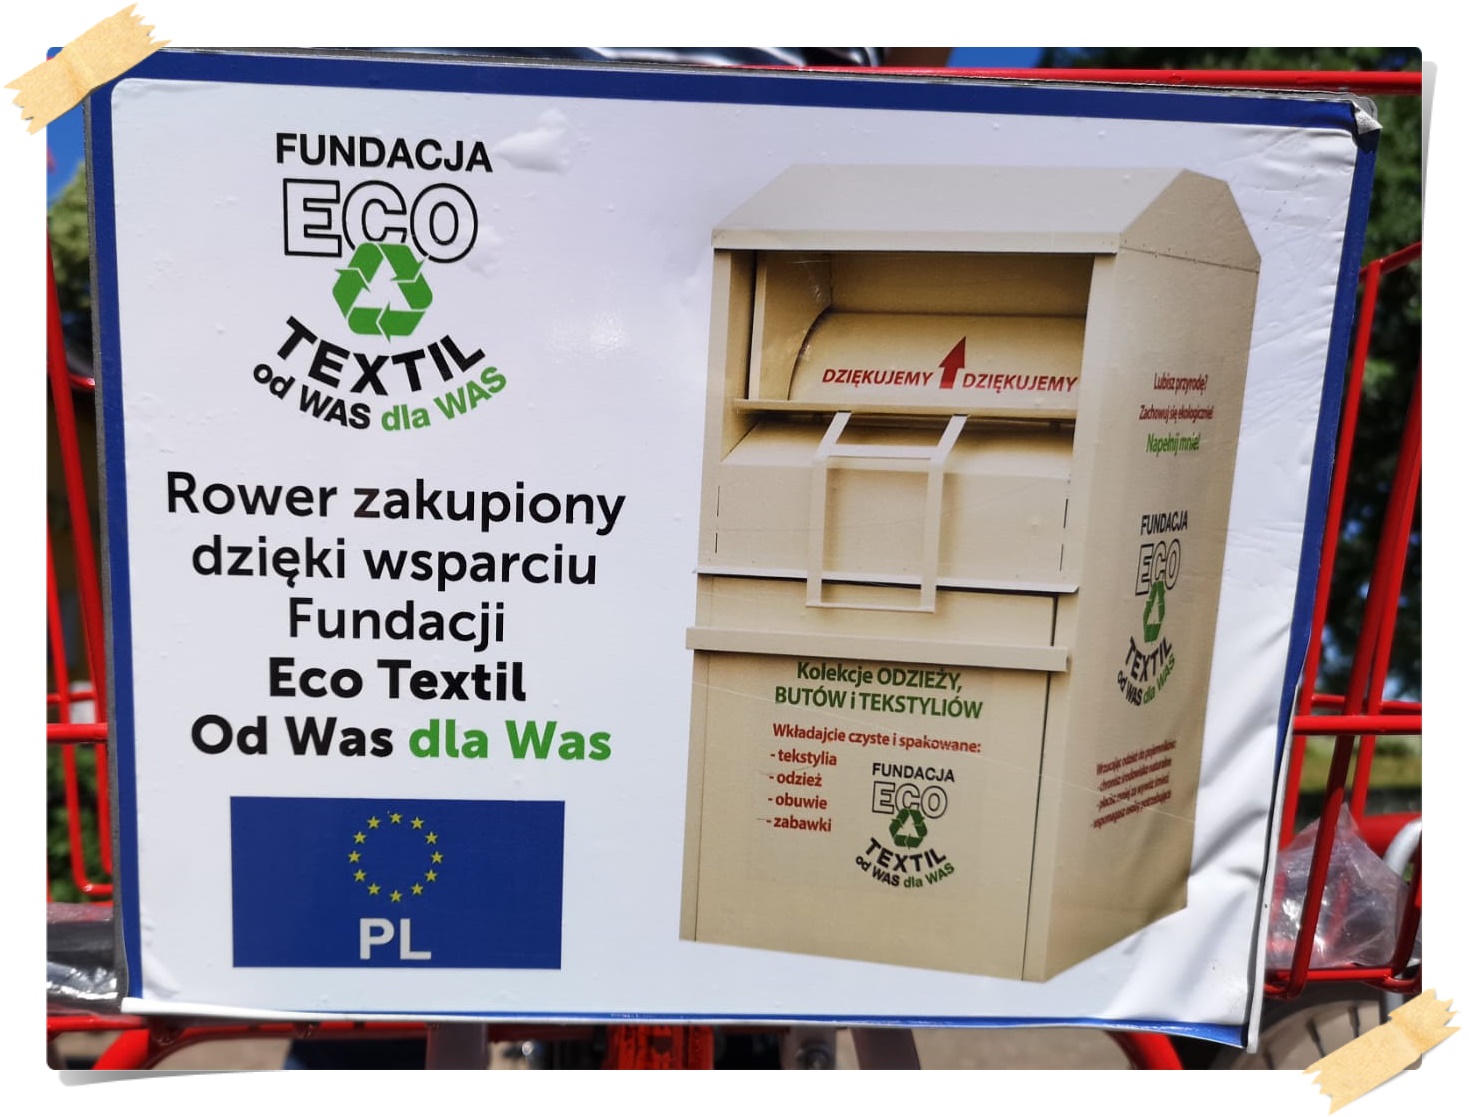 FUNDACJA
ECO
TEXTIL
od WAS dla WAS
Rower zakupiony
dzięki wsparciu
Fundacji
Eco Textil
Od Was dla Was
PL
DZIĘKUJEMY DZIĘKUJEMY
Kolekcje ODZIEŻY,
BUTÓW i TEKSTYLIÓW
Wkładajcie czyste i spakowane:
- tekstylia
- odzież
- obuwie
- zabawki
FUNDACJA
ECO
TEXTIL
od WAS dla WAS
Lubisz przyrodę?
Zachowuj się ekologicznie!
Napełnij mnie!
FUNDACJA
ECO
TEXTIL
od WAS dla WAS